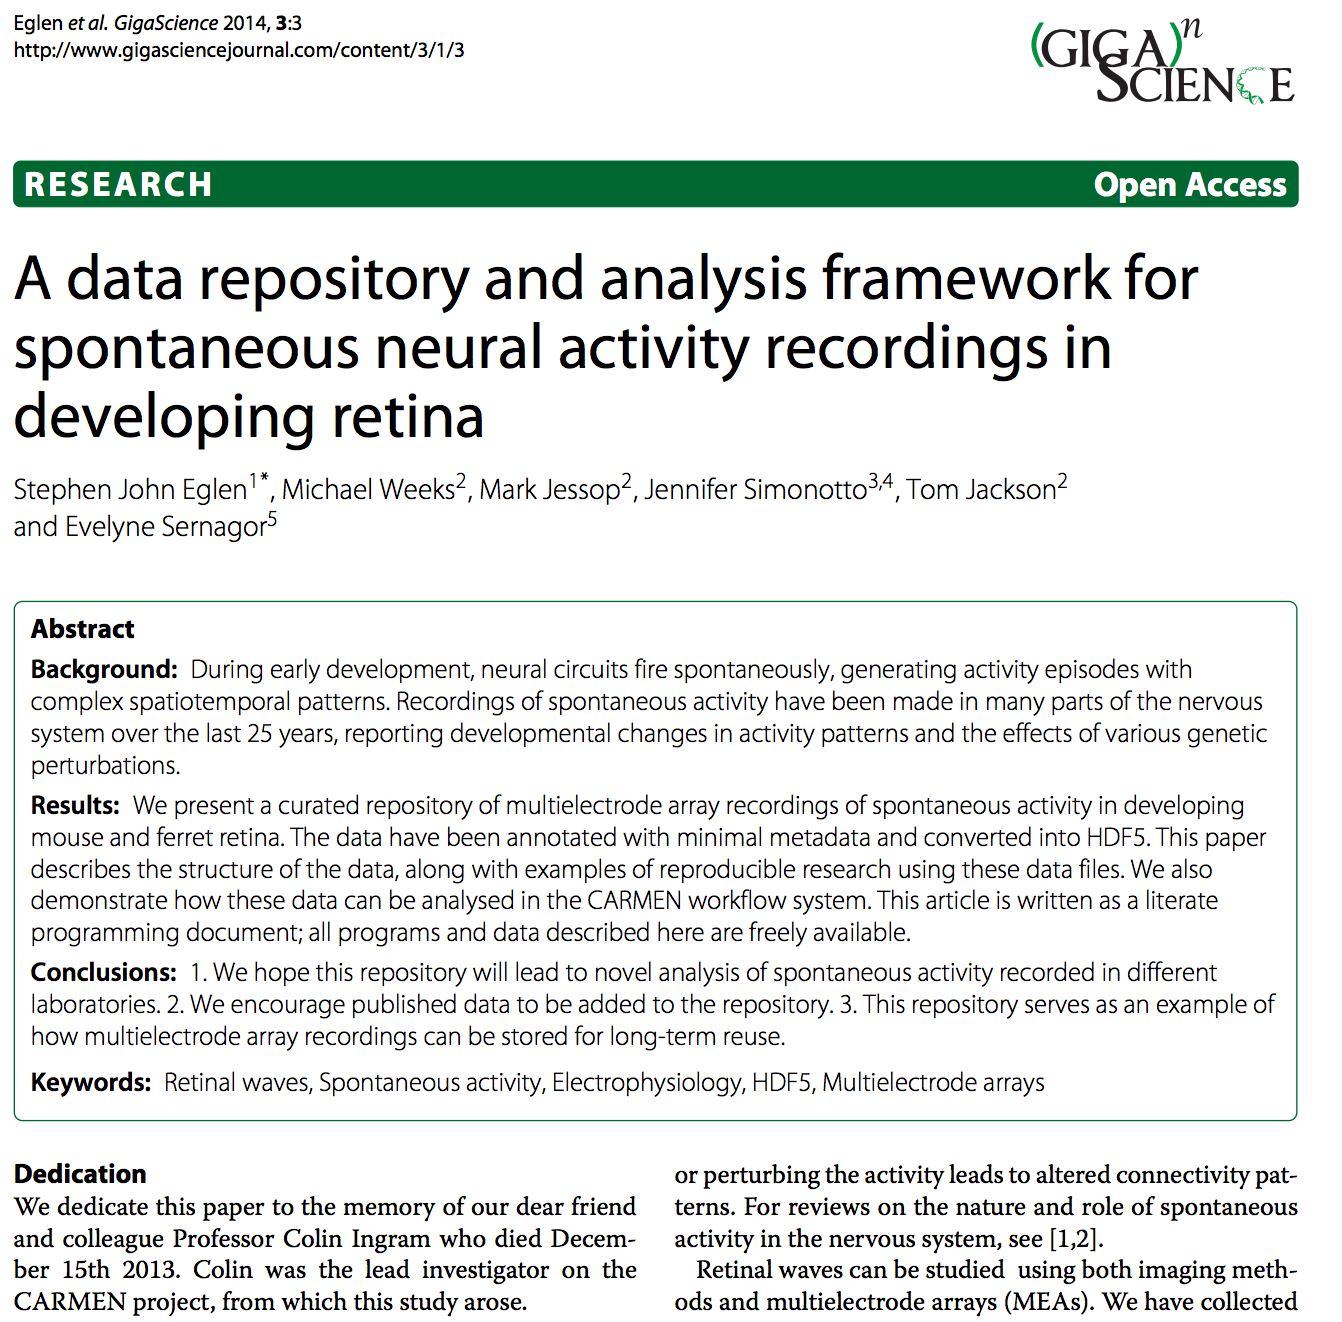 Eglen et al. GigaScience 2014, 3:3
http://www.gigasciencejournal.com/content/3/1/3
(GIGA)n
SCIENCE
RESEARCH
Open Access
A data repository and analysis framework for
spontaneous neural activity recordings in
developing retina
Stephen John Eglen1*, Michael Weeks2, Mark Jessop2, Jennifer Simonotto3,4, Tom Jackson2
and Evelyne Sernagor5
Abstract
Background: During early development, neural circuits fire spontaneously, generating activity episodes with
complex spatiotemporal patterns. Recordings of spontaneous activity have been made in many parts of the nervous
system over the last 25 years, reporting developmental changes in activity patterns and the effects of various genetic
perturbations.
Results: We present a curated repository of multielectrode array recordings of spontaneous activity in developing
mouse and ferret retina. The data have been annotated with minimal metadata and converted into HDF5. This paper
describes the structure of the data, along with examples of reproducible research using these data files. We also
demonstrate how these data can be analysed in the CARMEN workflow system. This article is written as a literate
programming document; all programs and data described here are freely available.
Conclusions: 1. We hope this repository will lead to novel analysis of spontaneous activity recorded in different
laboratories. 2. We encourage published data to be added to the repository. 3. This repository serves as an example of
how multielectrode array recordings can be stored for long-term reuse.
Keywords: Retinal waves, Spontaneous activity, Electrophysiology, HDF5, Multielectrode arrays
Dedication
We dedicate this paper to the memory of our dear friend
and colleague Professor Colin Ingram who died Decem-
ber 15th 2013. Colin was the lead investigator on the
CARMEN project, from which this study arose.
or perturbing the activity leads to altered connectivity pat-
terns. For reviews on the nature and role of spontaneous
activity in the nervous system, see [1,2].
Retinal waves can be studied using both imaging meth-
ods and multielectrode arrays (MEAs). We have collected